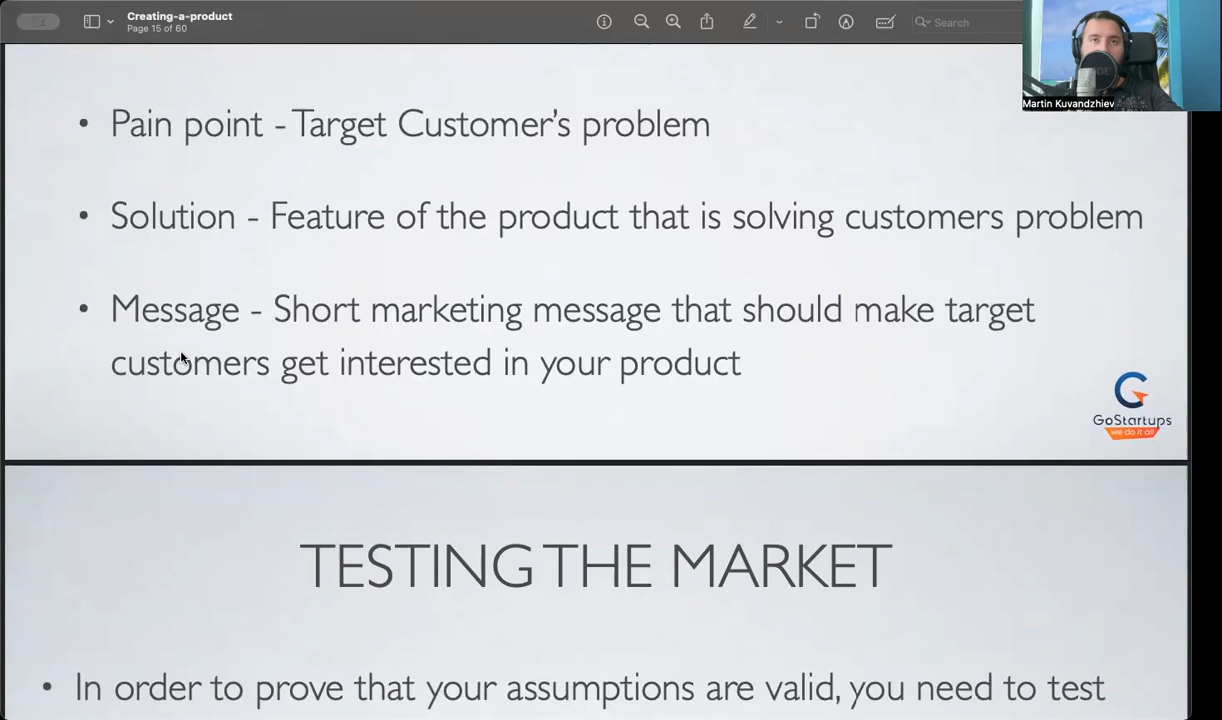 Creating-a-product
Page 15 of 60
Search
Martin Kuvandzhiev
• Pain point - Target Customer's problem
• Solution - Feature of the product that is solving customers problem
• Message - Short marketing message that should make target
customers get interested in your product
GoStartups
we do it all
TESTING THE MARKET
• In order to prove that your assumptions are valid, you need to test